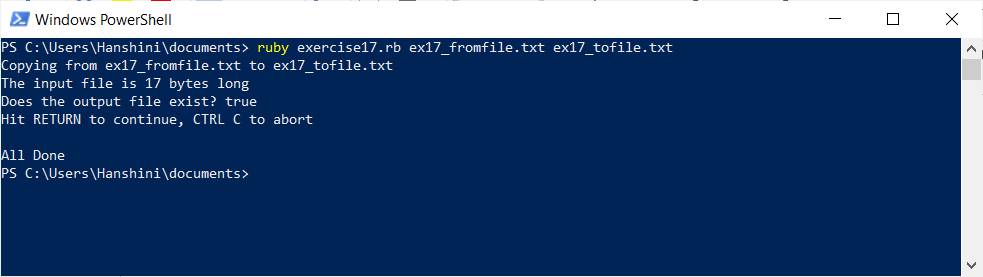 Windows PowerShell
PS C:\Users\Hanshini\documents> ruby exercise17.rb ex17_fromfile.txt ex17_tofile.txt
Copying from ex17_fromfile.txt to ex17_tofile.txt
The input file is 17 bytes long
Does the output file exist? true
Hit RETURN to continue, CTRL C to abort
All Done
PS C:\Users\Hanshini\documents>